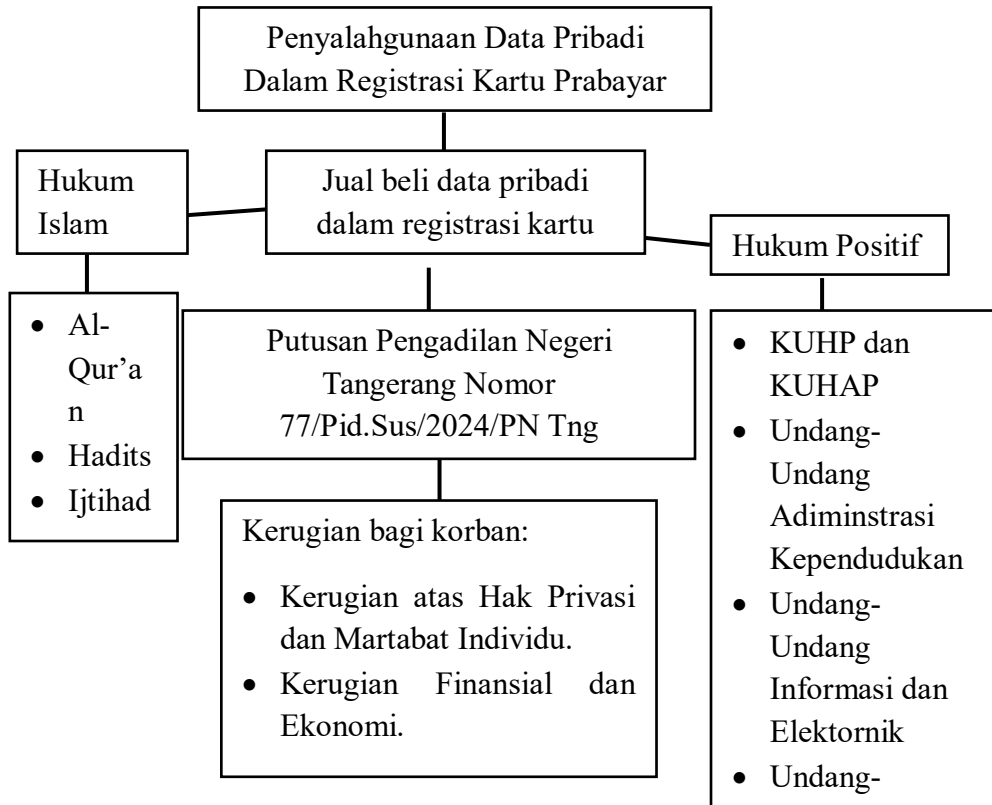 Penyalahgunaan Data Pribadi
Dalam Registrasi Kartu Prabayar
Hukum
Islam
Jual beli data pribadi
dalam registrasi kartu
Hukum Positif
• Al-
Qur’a
n
• Hadits
• Ijtihad
Putusan Pengadilan Negeri
Tangerang Nomor
77/Pid.Sus/2024/PN Tng
Kerugian bagi korban:
• Kerugian atas Hak Privasi
dan Martabat Individu.
• Kerugian Finansial dan
Ekonomi.
• KUHP dan
KUHAP
• Undang-
Undang
Adiminstrasi
Kependudukan
• Undang-
Undang
Informasi dan
Elektornik
• Undang-